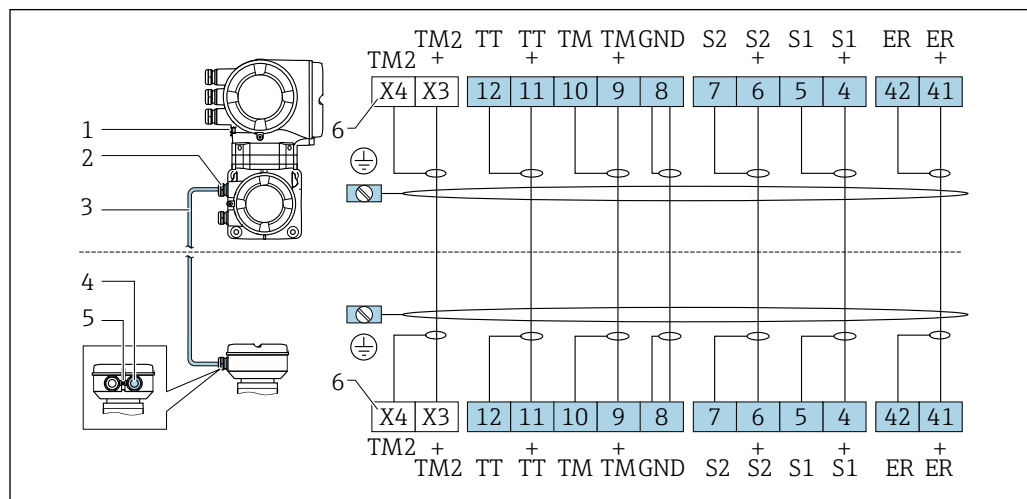 TM2 TT TT TM TM GND S2 S2 S1 S1 ER ER
TM2 + + + + + +
X4 X3 12 11 10 9 8 7 6 5 4 42 41
6
1
2
3
4
5
6
X4 X3 12 11 10 9 8 7 6 5 4 42 41
TM2 + + + + + +
TM2 TT TT TM TM GND S2 S2 S1 S1 ER ER